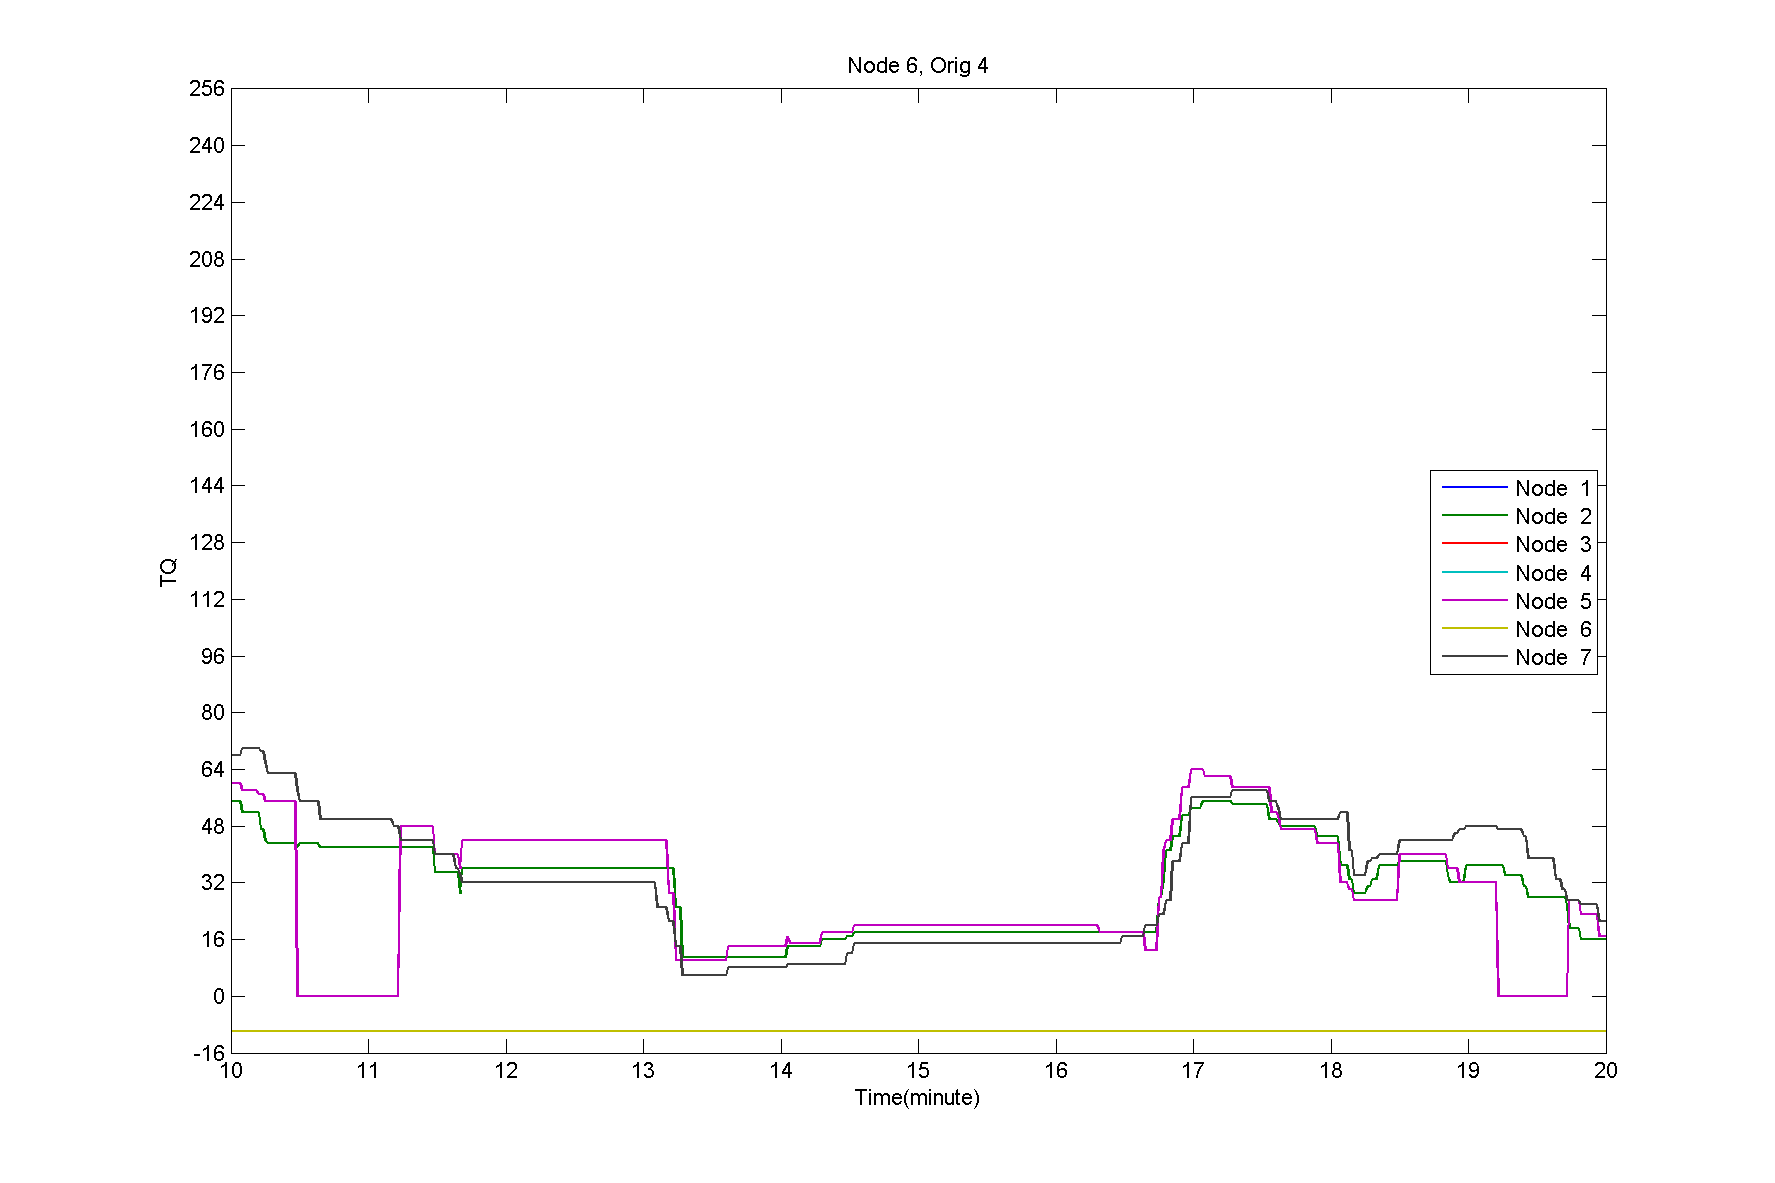 Node 6, Orig 4
256
240
224
208
192
176
160
144
128
112
96
80
64
48
32
16
0
-16
TQ
Node 1
Node 2
Node 3
Node 4
Node 5
Node 6
Node 7
10 11 12 13 14 15 16 17 18 19 20
Time(minute)